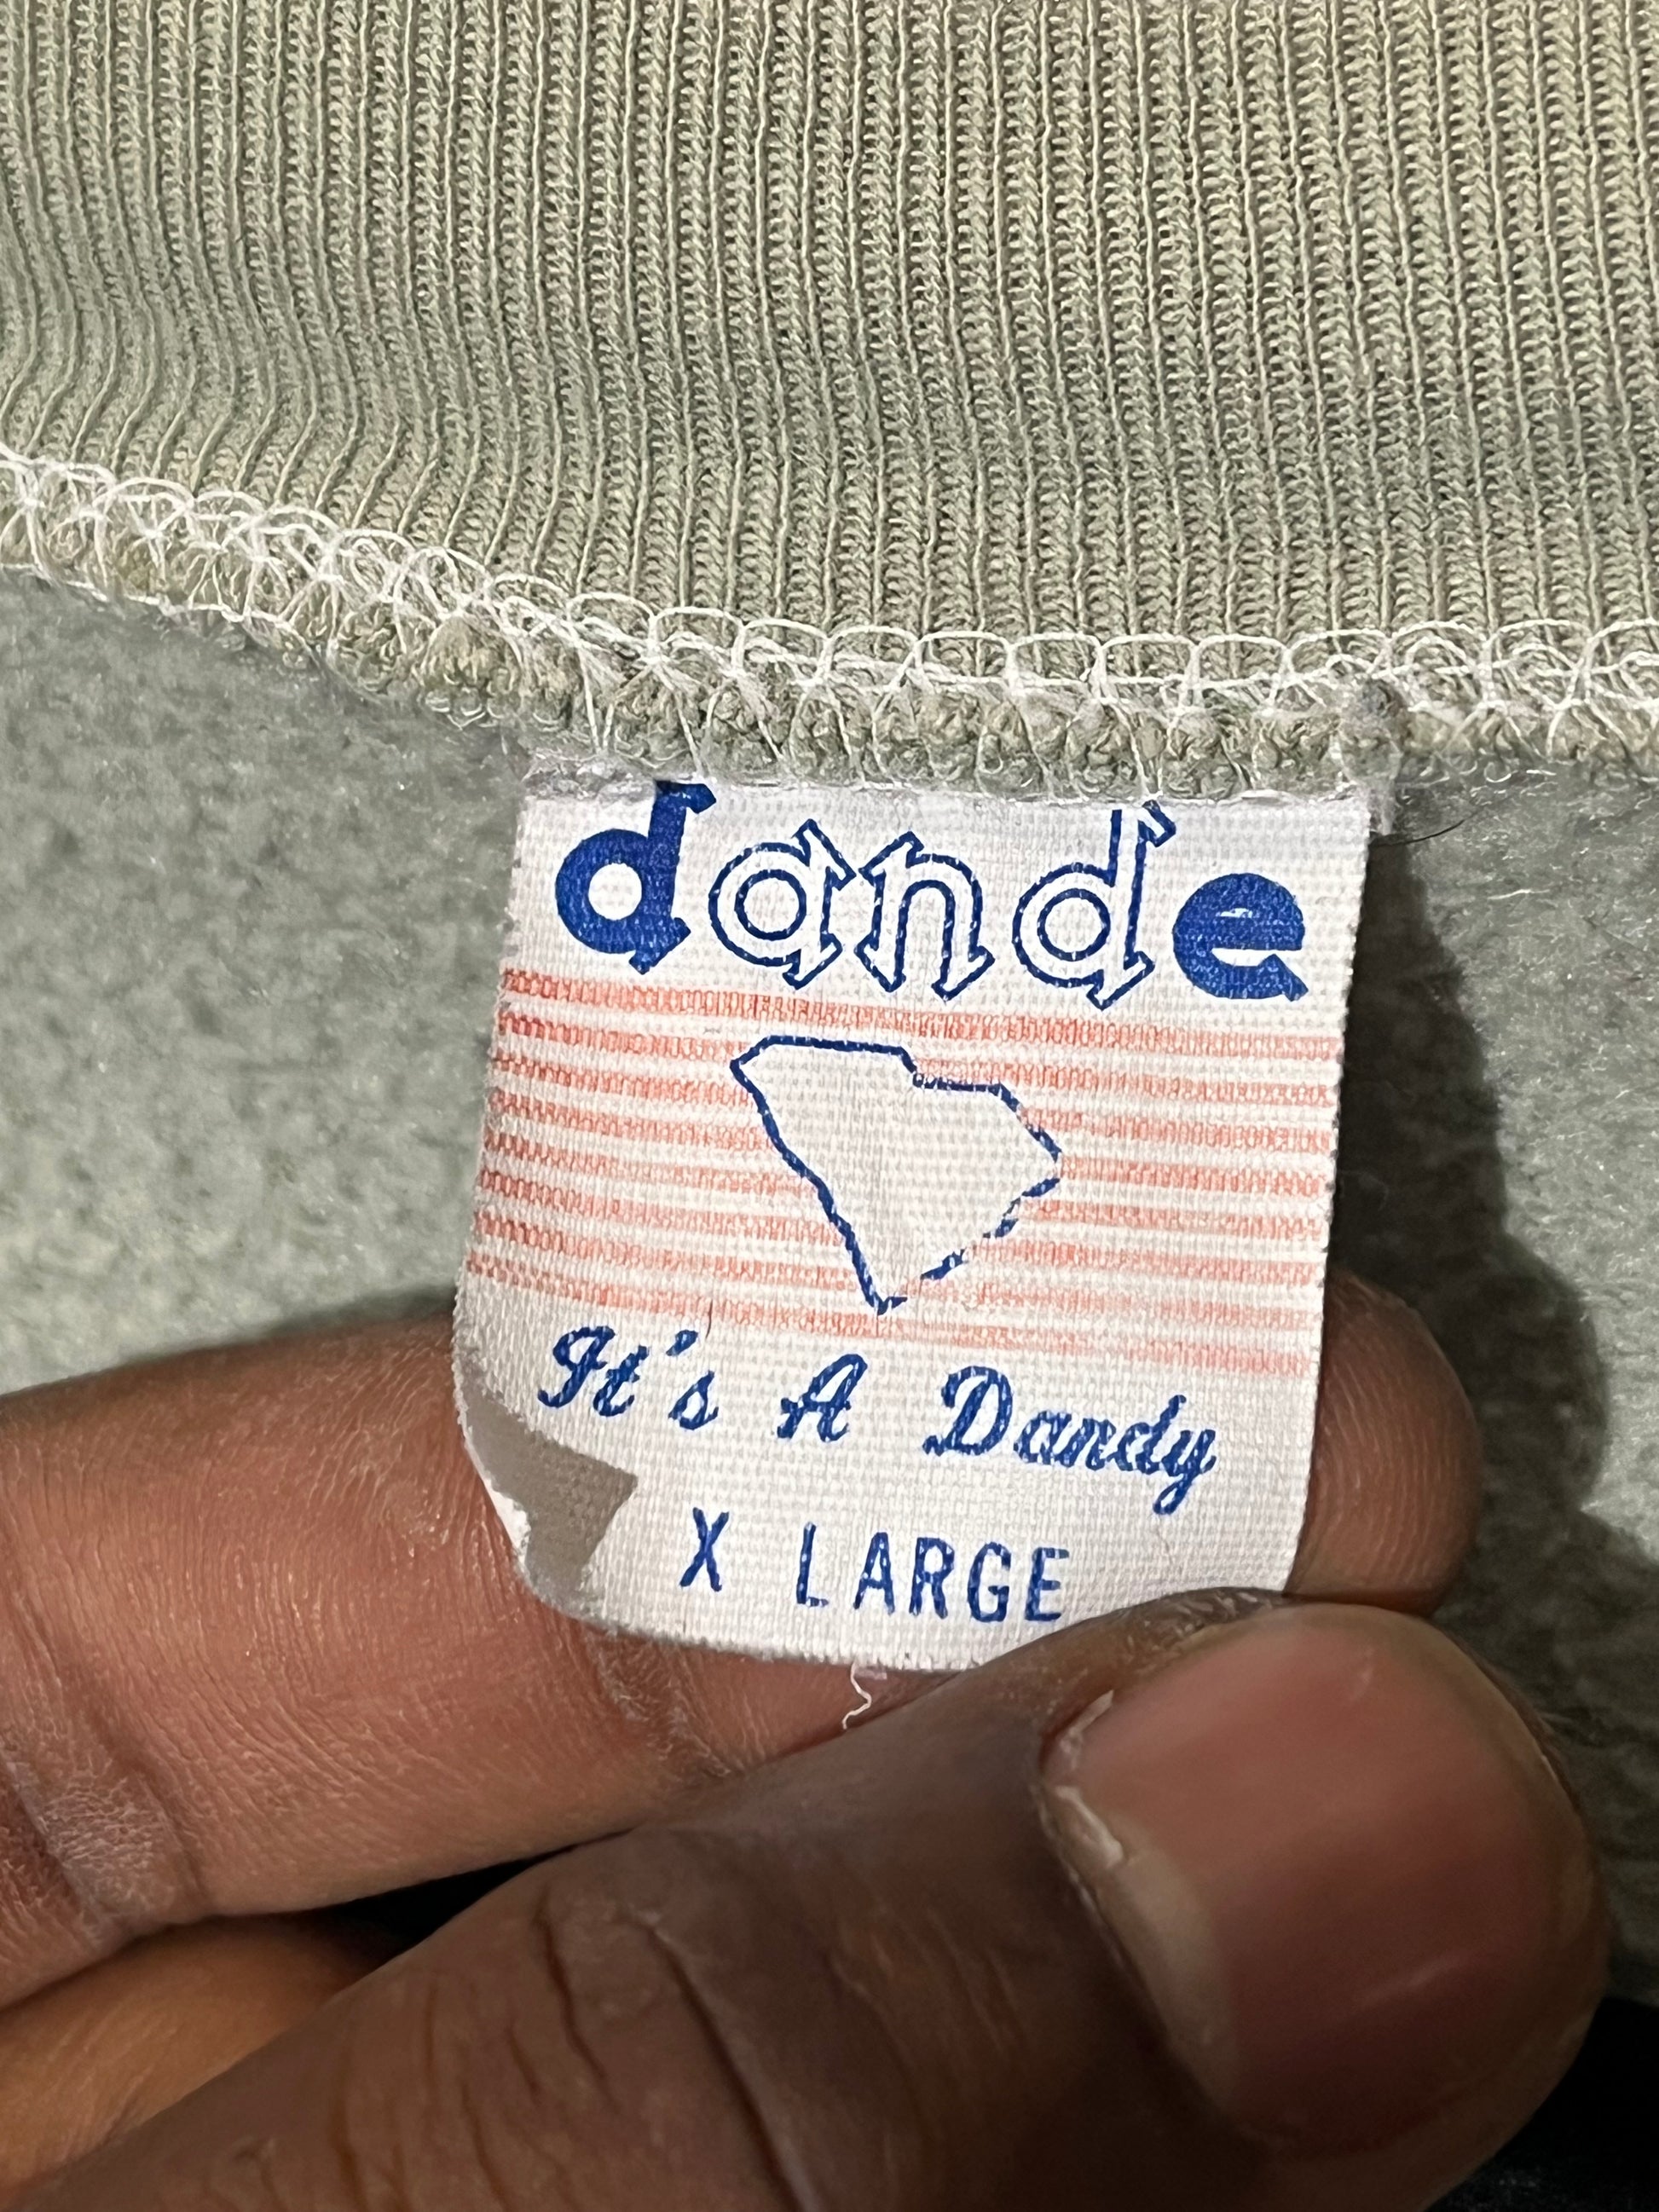 dande
It's A Dandy
X LARGE